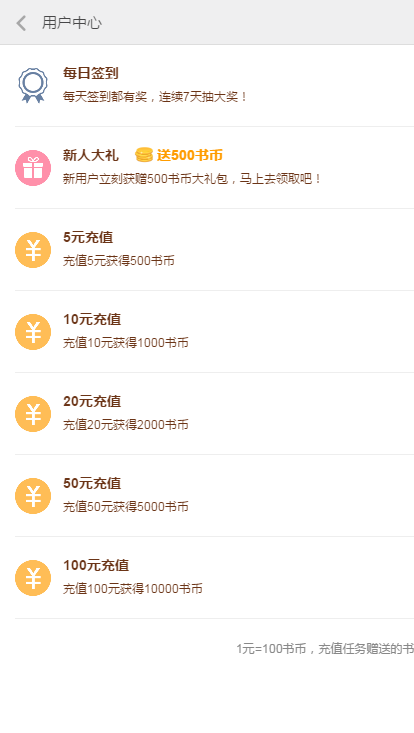 用户中心
每日签到
每天签到都有奖，连续7天抽大奖！
新人大礼 送500书币
新用户立刻获赠500书币大礼包，马上去领取吧！
5元充值
充值5元获得500书币
10元充值
充值10元获得1000书币
20元充值
充值20元获得2000书币
50元充值
充值50元获得5000书币
100元充值
充值100元获得10000书币
1元=100书币，充值任务赠送的书